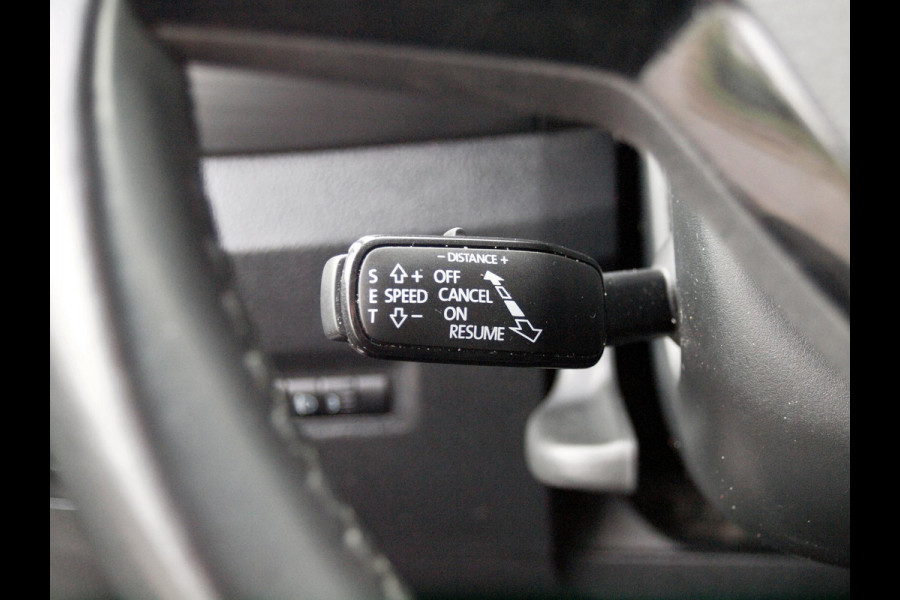 - DISTANCE +
S + OFF
E SPEED CANCEL
T - ON
RESUME